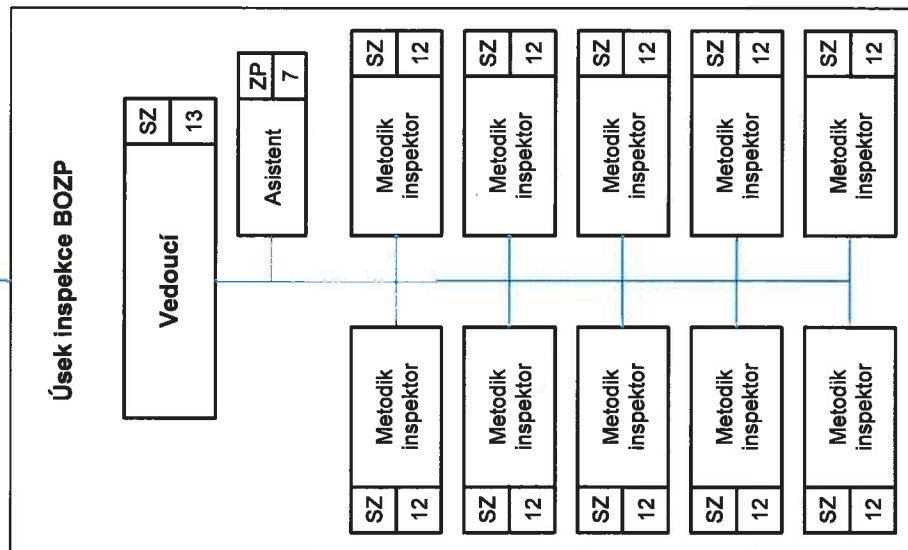 Úsek inspekce BOZP
Vedoucí
SZ
13
Asistent
ZP
7
SZ
12
Metodik
inspektor
Metodik
inspektor
SZ
12
SZ
12
Metodik
inspektor
Metodik
inspektor
SZ
12
SZ
12
Metodik
inspektor
Metodik
inspektor
SZ
12
SZ
12
Metodik
inspektor
Metodik
inspektor
SZ
12
SZ
12
Metodik
inspektor
Metodik
inspektor
SZ
12